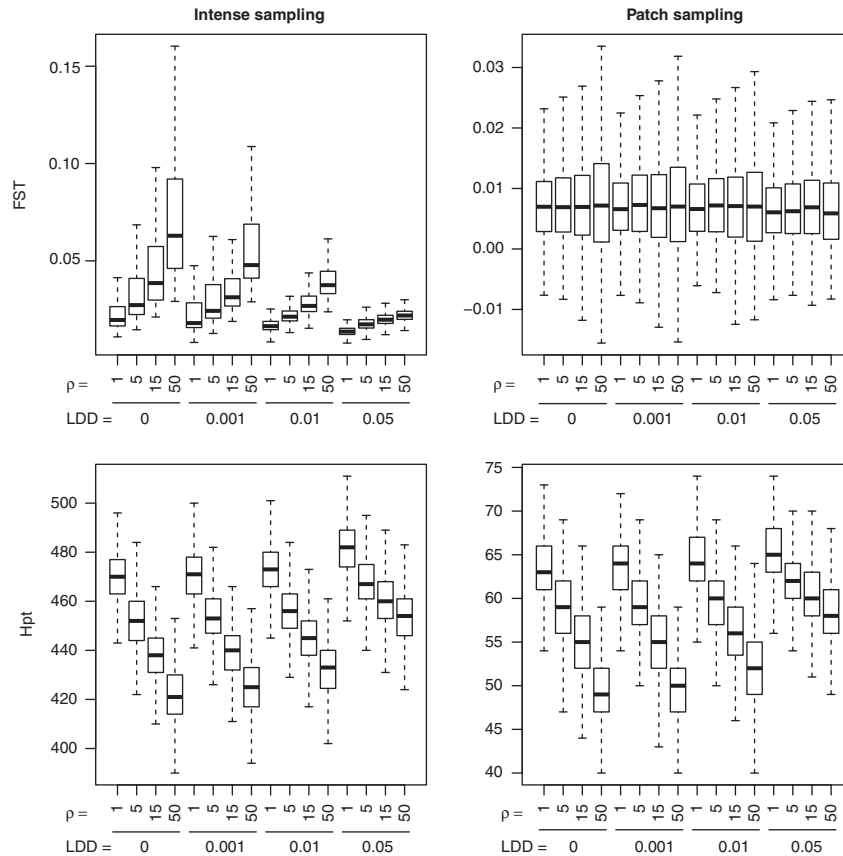 Intense sampling
Patch sampling
FST
0.15
0.10
0.05
0.03
0.02
0.01
0.00
−0.01
ρ = 1 5 15 50 1 5 15 50 1 5 15 50 1 5 15 50
LDD = 0 0.001 0.01 0.05
ρ = 1 5 15 50 1 5 15 50 1 5 15 50 1 5 15 50
LDD = 0 0.001 0.01 0.05
Hpt
500
480
460
440
420
400
75
70
65
60
55
50
45
40
ρ = 1 5 15 50 1 5 15 50 1 5 15 50 1 5 15 50
LDD = 0 0.001 0.01 0.05
ρ = 1 5 15 50 1 5 15 50 1 5 15 50 1 5 15 50
LDD = 0 0.001 0.01 0.05